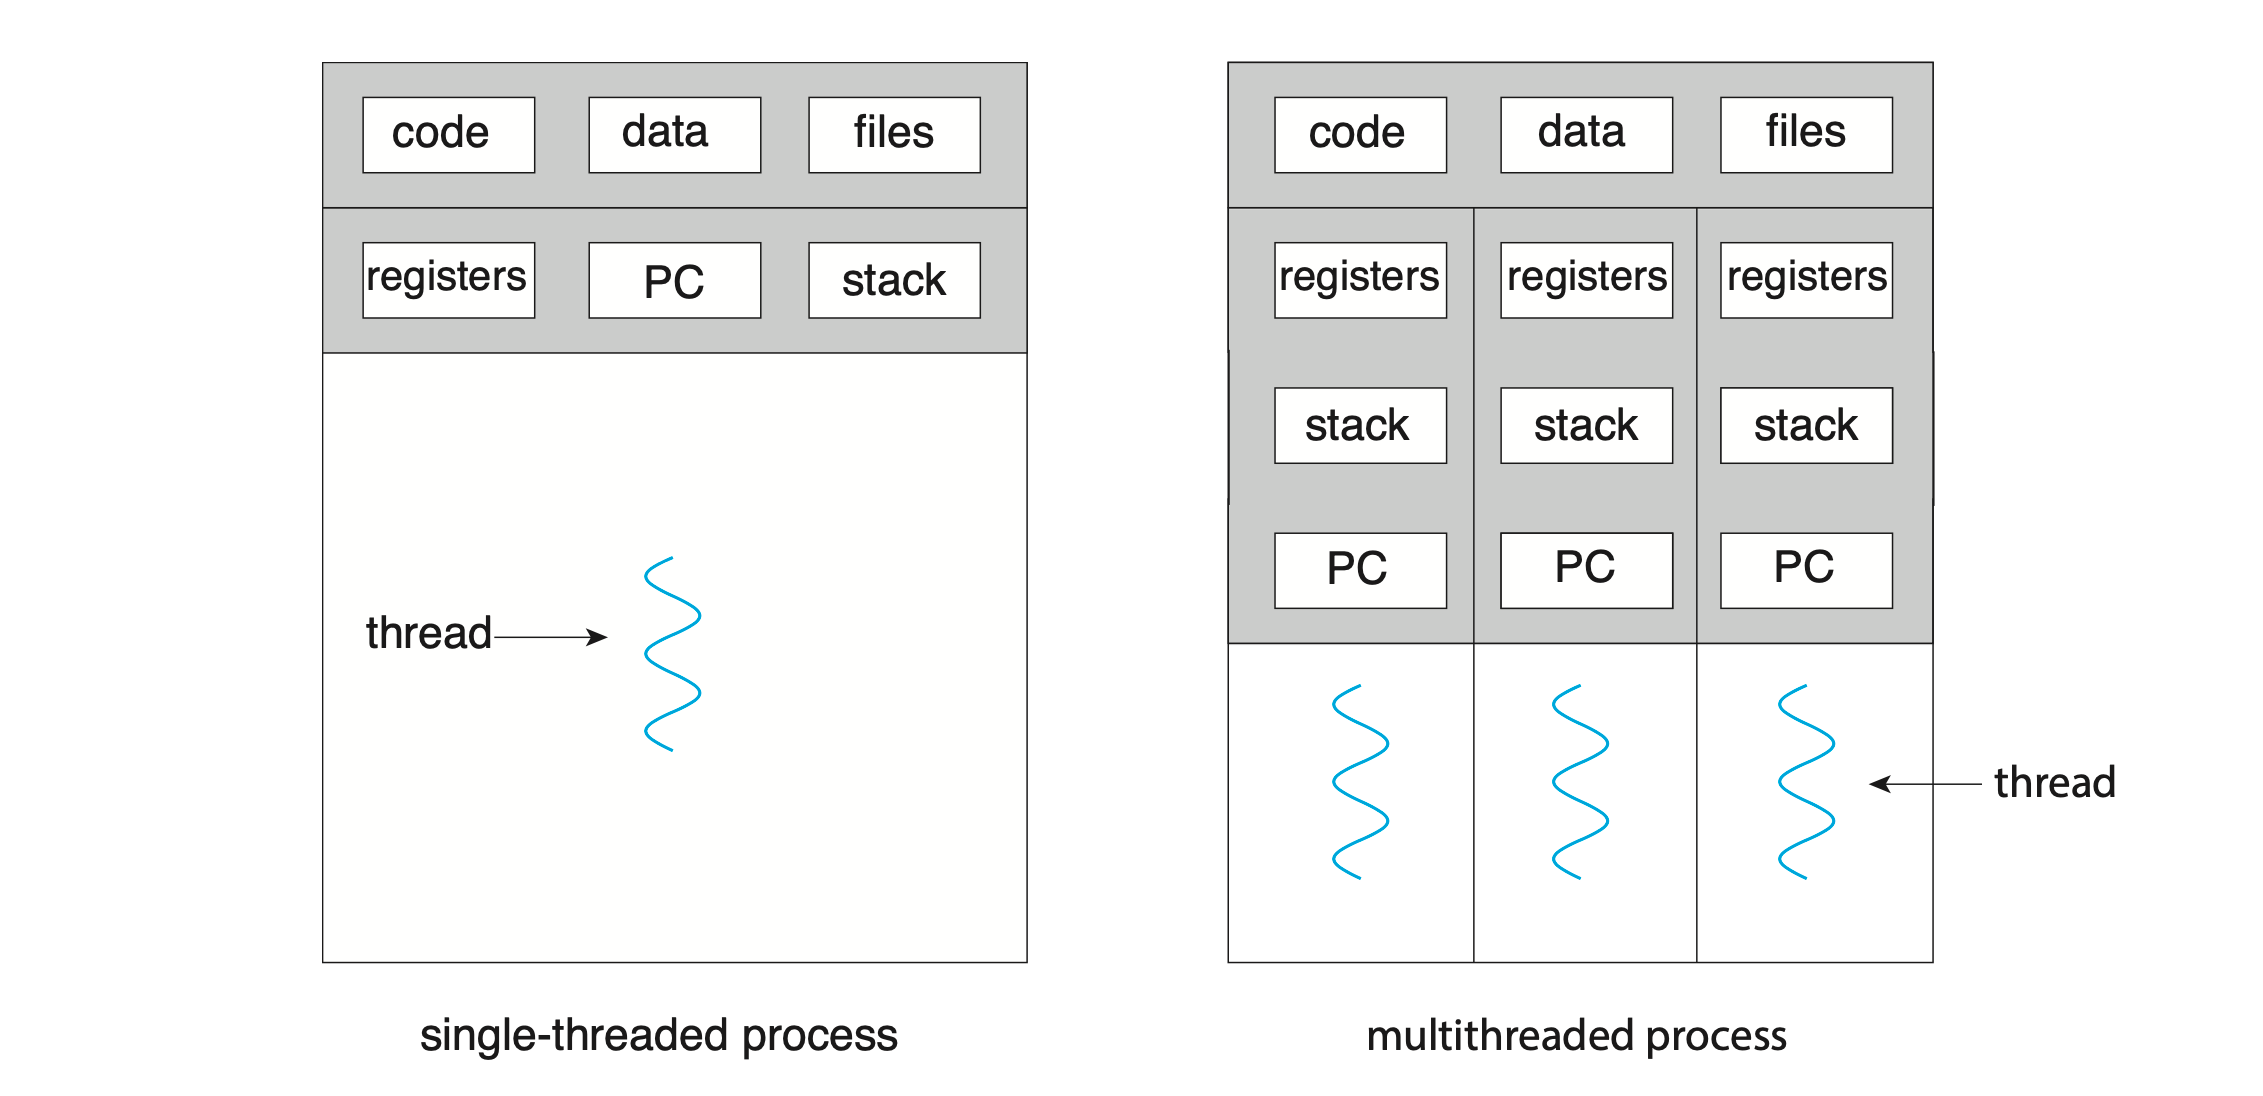 code data files
registers PC stack
thread
single-threaded process
code data files
registers registers registers
stack stack stack
PC PC PC
thread
multithreaded process